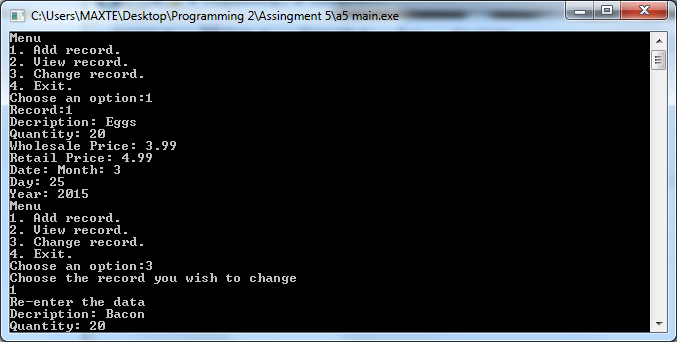 C:\Users\MAXTE\Desktop\Programming 2\Assingment 5\a5 main.exe
Menu
1. Add record.
2. View record.
3. Change record.
4. Exit.
Choose an option:1
Record:1
Decription: Eggs
Quantity: 20
Wholesale Price: 3.99
Retail Price: 4.99
Date: Month: 3
Day: 25
Year: 2015
Menu
1. Add record.
2. View record.
3. Change record.
4. Exit.
Choose an option:3
Choose the record you wish to change
1
Re-enter the data
Decription: Bacon
Quantity: 20